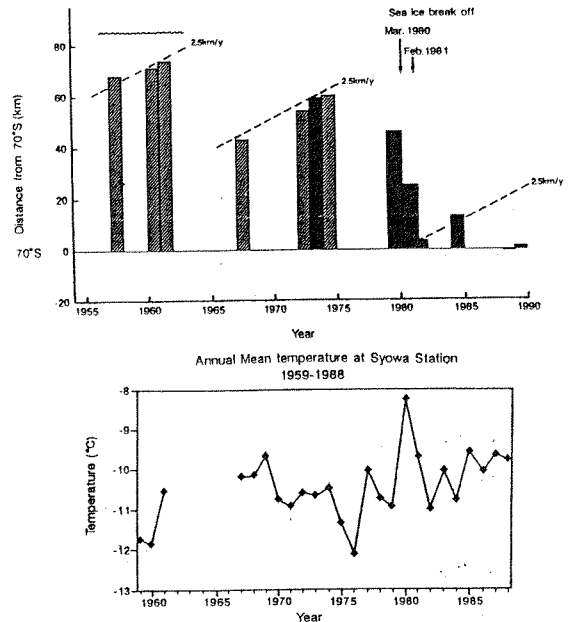 Sea ice break off
Mar. 1980
Feb. 1981
80
60
40
20
0
-20
70°S
Distance from 70°S (km)
2.5km/y
2.5km/y
2.5km/y
1955 1960 1965 1970 1975 1980 1985 1990
Year
Annual Mean temperature at Syowa Station
1959-1988
-8
-9
-10
-11
-12
-13
Temperature (°C)
1960 1965 1970 1975 1980 1985
Year